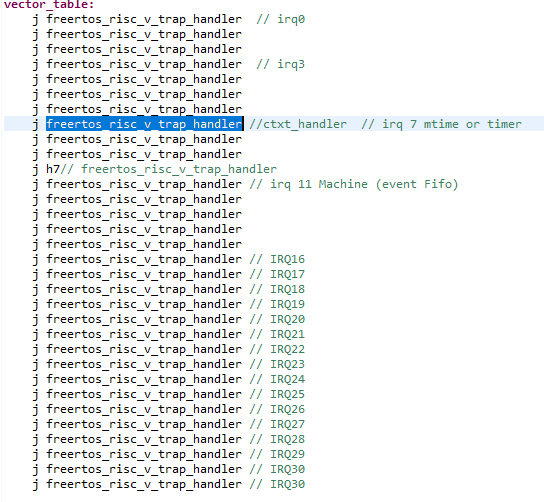 vector_table:
j freertos_risc_v_trap_handler // irq0
j freertos_risc_v_trap_handler
j freertos_risc_v_trap_handler
j freertos_risc_v_trap_handler // irq3
j freertos_risc_v_trap_handler
j freertos_risc_v_trap_handler
j freertos_risc_v_trap_handler
j freertos_risc_v_trap_handler //ctxt_handler // irq 7 mtime or timer
j freertos_risc_v_trap_handler
j freertos_risc_v_trap_handler
j h7// freertos_risc_v_trap_handler
j freertos_risc_v_trap_handler // irq 11 Machine (event Fifo)
j freertos_risc_v_trap_handler
j freertos_risc_v_trap_handler
j freertos_risc_v_trap_handler
j freertos_risc_v_trap_handler
j freertos_risc_v_trap_handler // IRQ16
j freertos_risc_v_trap_handler // IRQ17
j freertos_risc_v_trap_handler // IRQ18
j freertos_risc_v_trap_handler // IRQ19
j freertos_risc_v_trap_handler // IRQ20
j freertos_risc_v_trap_handler // IRQ21
j freertos_risc_v_trap_handler // IRQ22
j freertos_risc_v_trap_handler // IRQ23
j freertos_risc_v_trap_handler // IRQ24
j freertos_risc_v_trap_handler // IRQ25
j freertos_risc_v_trap_handler // IRQ26
j freertos_risc_v_trap_handler // IRQ27
j freertos_risc_v_trap_handler // IRQ28
j freertos_risc_v_trap_handler // IRQ29
j freertos_risc_v_trap_handler // IRQ30
j freertos_risc_v_trap_handler // IRQ30